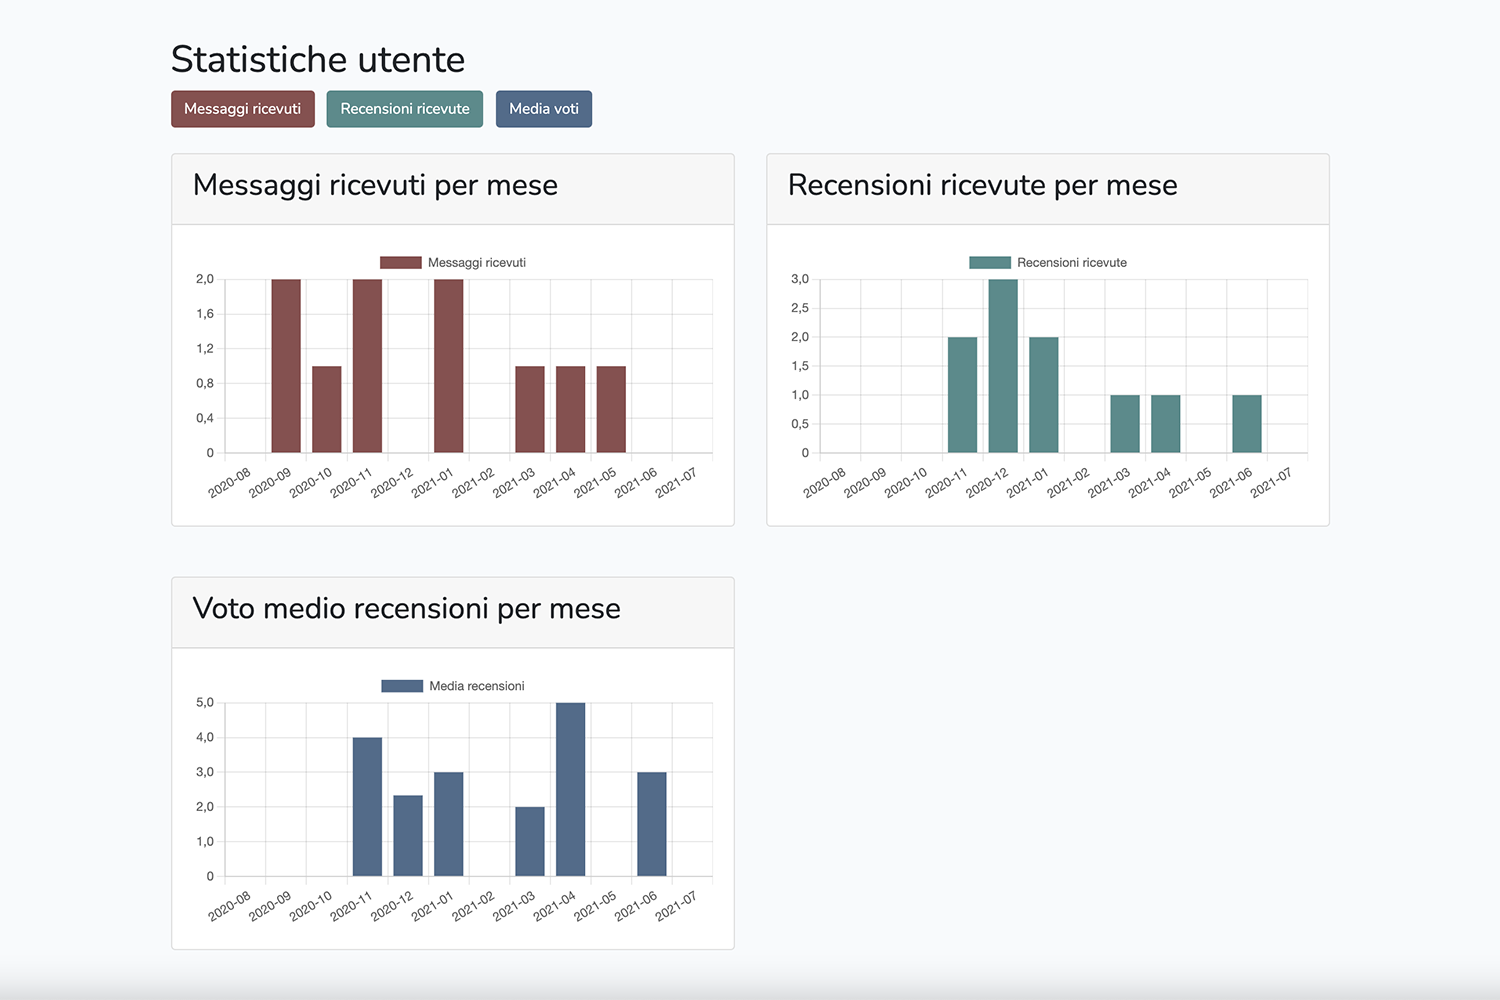 Statistiche utente
Messaggi ricevuti
Recensioni ricevute
Media voti
Messaggi ricevuti per mese
Messaggi ricevuti
2,0
1,6
1,2
0,8
0,4
0
2020-08 2020-09 2020-10 2020-11 2020-12 2021-01 2021-02 2021-03 2021-04 2021-05 2021-06 2021-07
Recensioni ricevute per mese
Recensioni ricevute
3,0
2,5
2,0
1,5
1,0
0,5
0
2020-08 2020-09 2020-10 2020-11 2020-12 2021-01 2021-02 2021-03 2021-04 2021-05 2021-06 2021-07
Voto medio recensioni per mese
Media recensioni
5,0
4,0
3,0
2,0
1,0
0
2020-08 2020-09 2020-10 2020-11 2020-12 2021-01 2021-02 2021-03 2021-04 2021-05 2021-06 2021-07